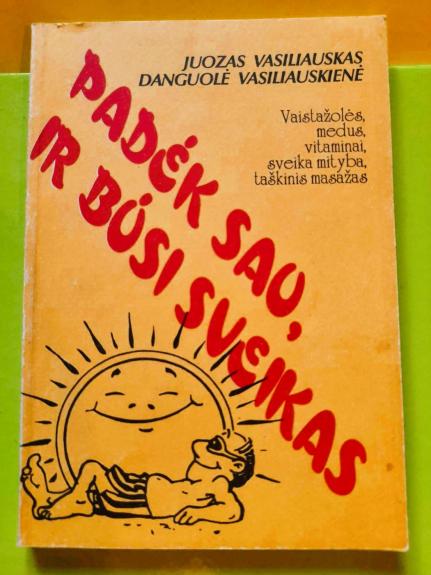 JUOZAS VASILIAUSKAS
DANGUOLĖ VASILIAUSKIENĖ
Vaistažolės,
medus,
vitaminai,
sveika mityba,
taškinis masažas
PADĖK SAU,
IR BŪSI SVEIKAS